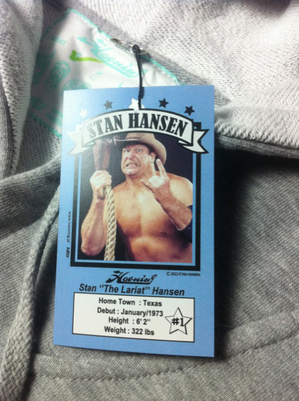 STAN HANSEN
Stan "The Lariat" Hansen
Home Town : Texas
Debut : January/1973
Height : 6' 2"
Weight : 322 lbs
#1